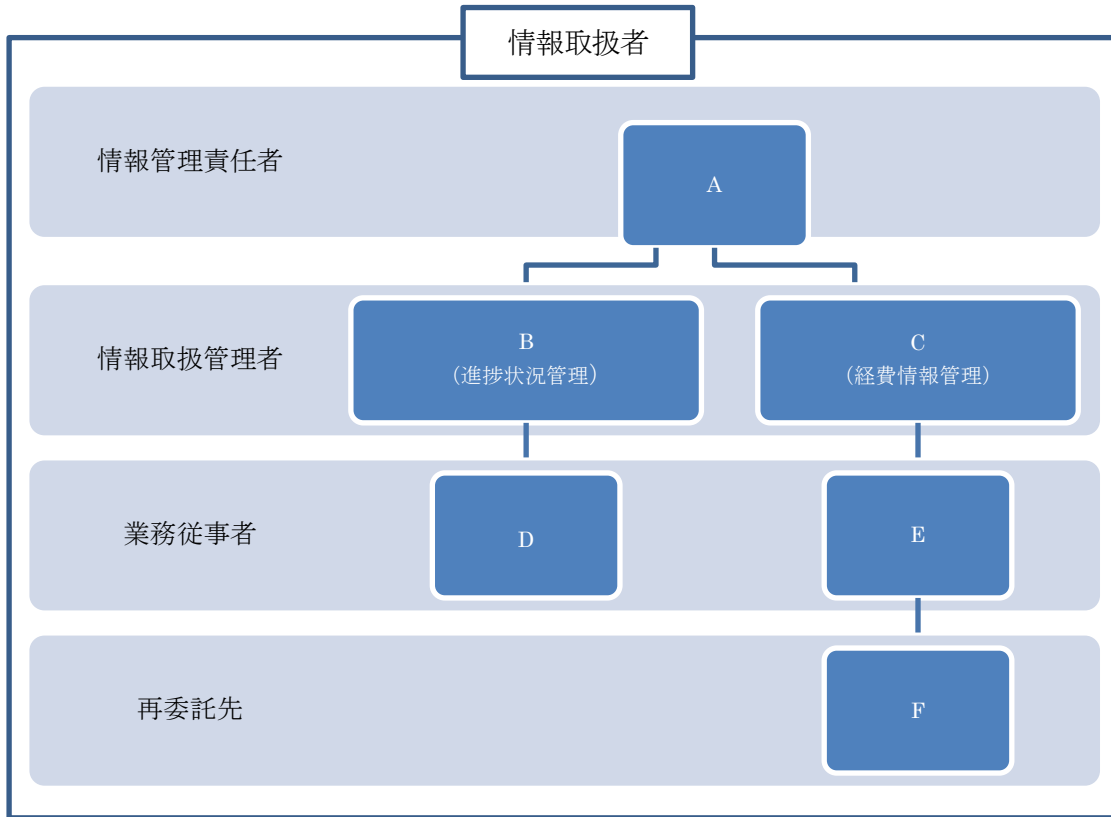 情報取扱者
情報管理責任者
A
情報取扱管理者
B
（進捗状況管理）
C
（経費情報管理）
業務従事者
D
E
再委託先
F